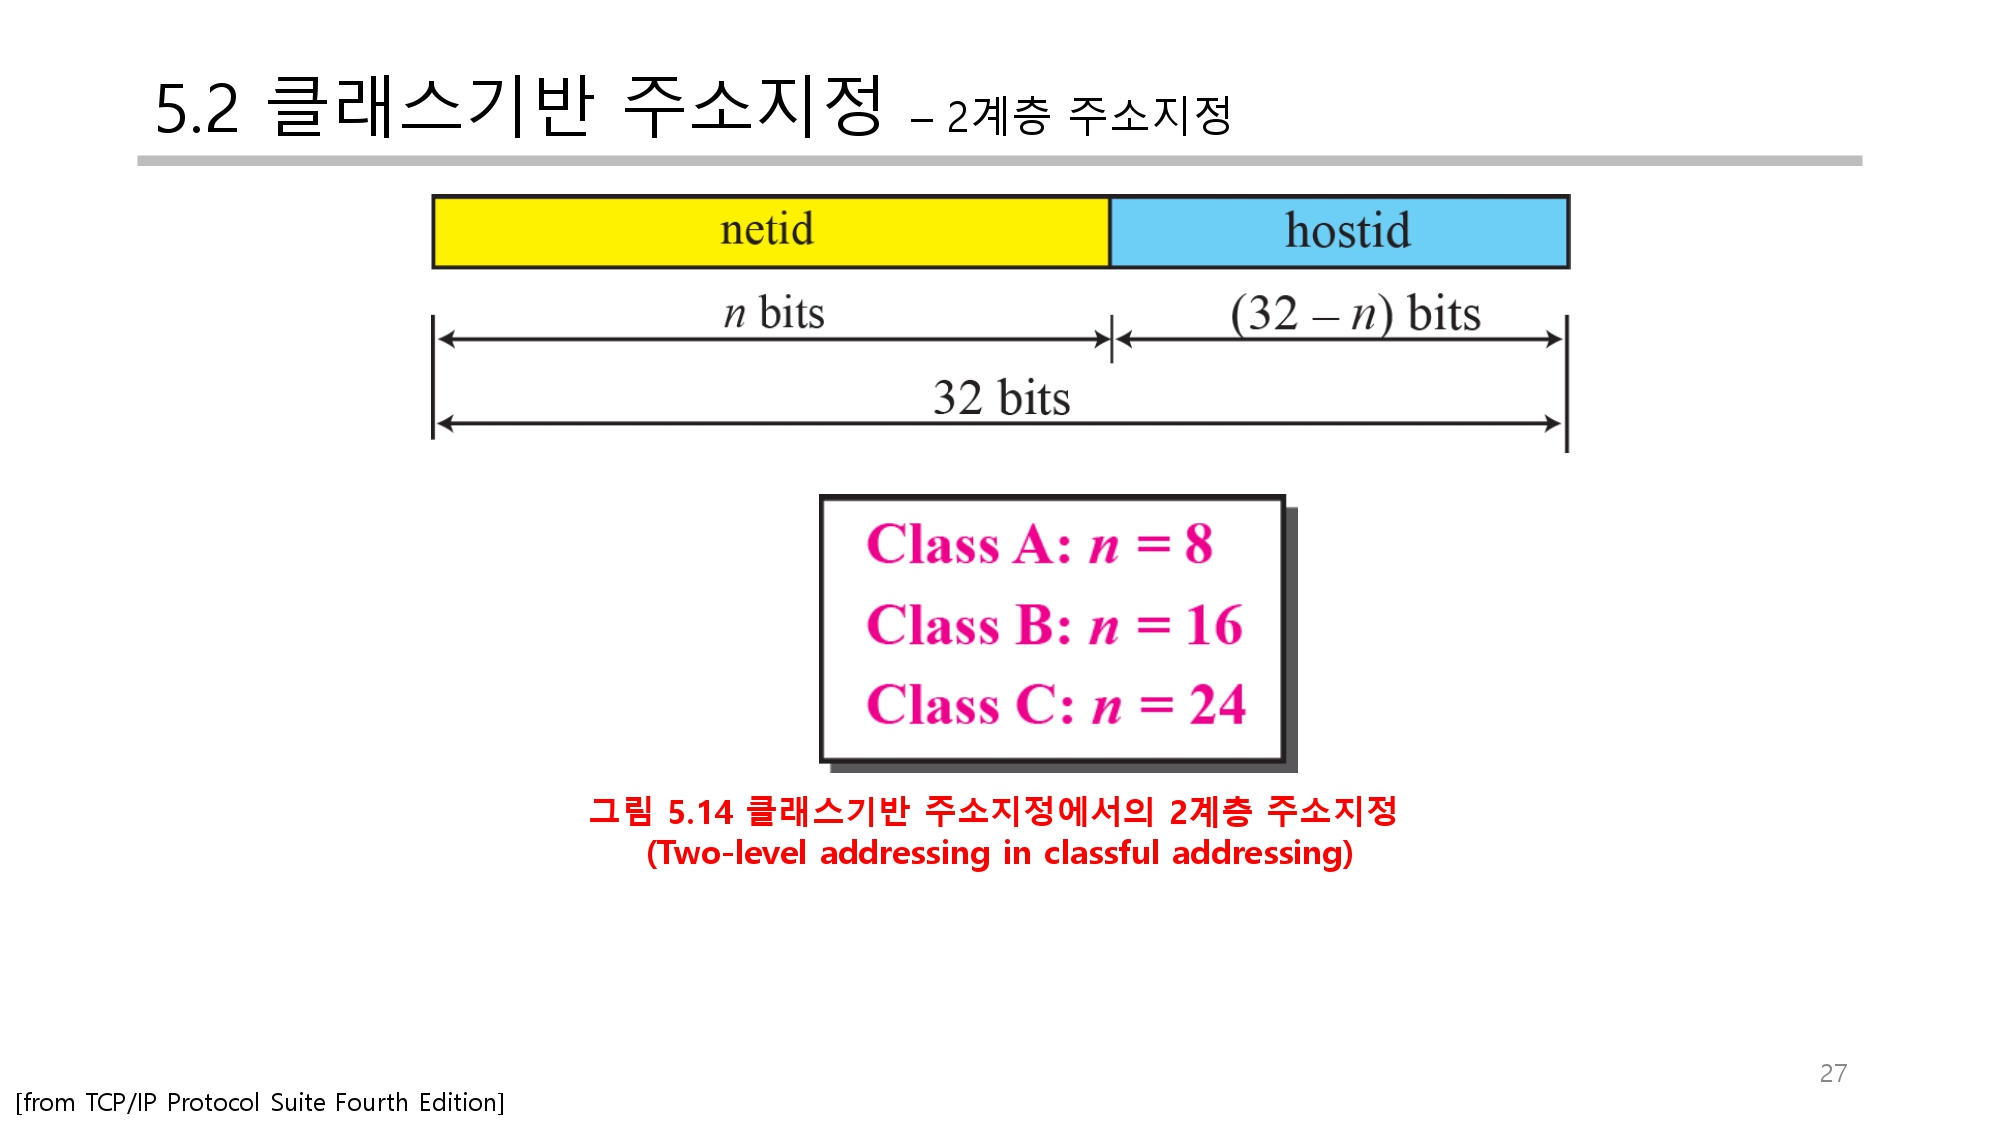 5.2 클래스기반 주소지정 – 2계층 주소지정
netid hostid
n bits (32 – n) bits
32 bits
Class A: n = 8
Class B: n = 16
Class C: n = 24
그림 5.14 클래스기반 주소지정에서의 2계층 주소지정
(Two-level addressing in classful addressing)
27
[from TCP/IP Protocol Suite Fourth Edition]